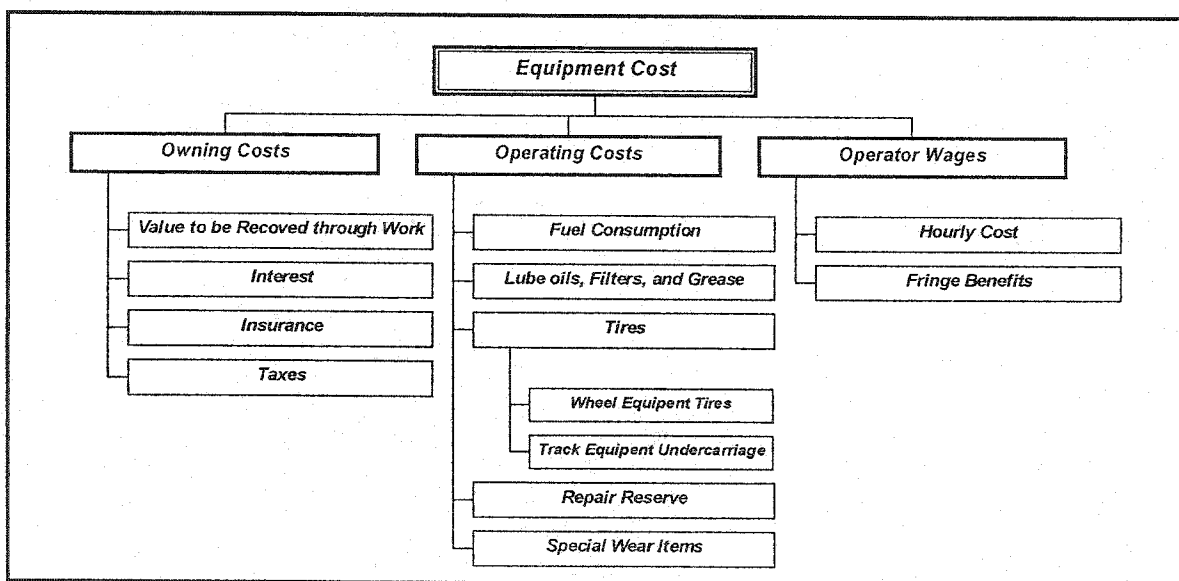 Equipment Cost
Owning Costs
Operating Costs
Operator Wages
Value to be Recoved through Work
Interest
Insurance
Taxes
Fuel Consumption
Lube oils, Filters, and Grease
Tires
Wheel Equipent Tires
Track Equipent Undercarriage
Repair Reserve
Special Wear Items
Hourly Cost
Fringe Benefits